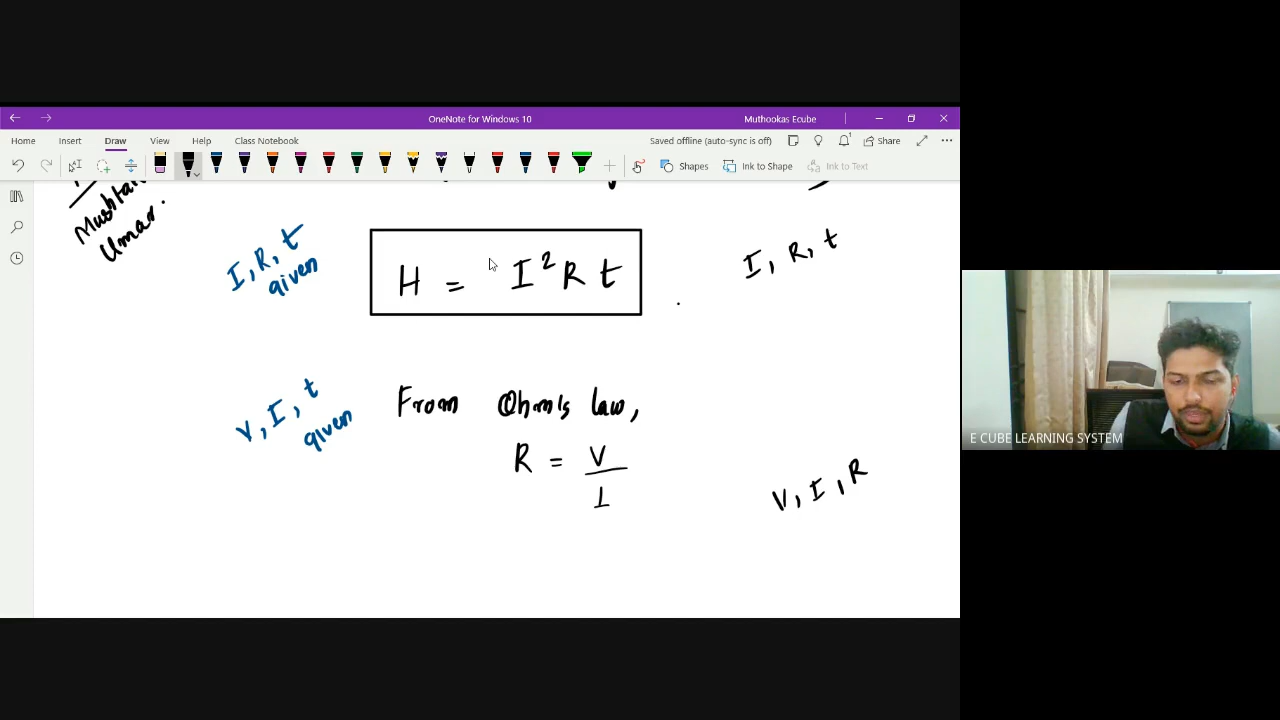 OneNote for Windows 10
Muthookas Ecube
Home Insert Draw View Help Class Notebook
Saved offline (auto-sync is off) Share
Shapes Ink to Shape Ink to Text
Umar.
I, R, t
given
H = I² R t
I, R, t
V, I, t
given
From Ohm's law,
R = V
I
V, I, R
E CUBE LEARNING SYSTEM